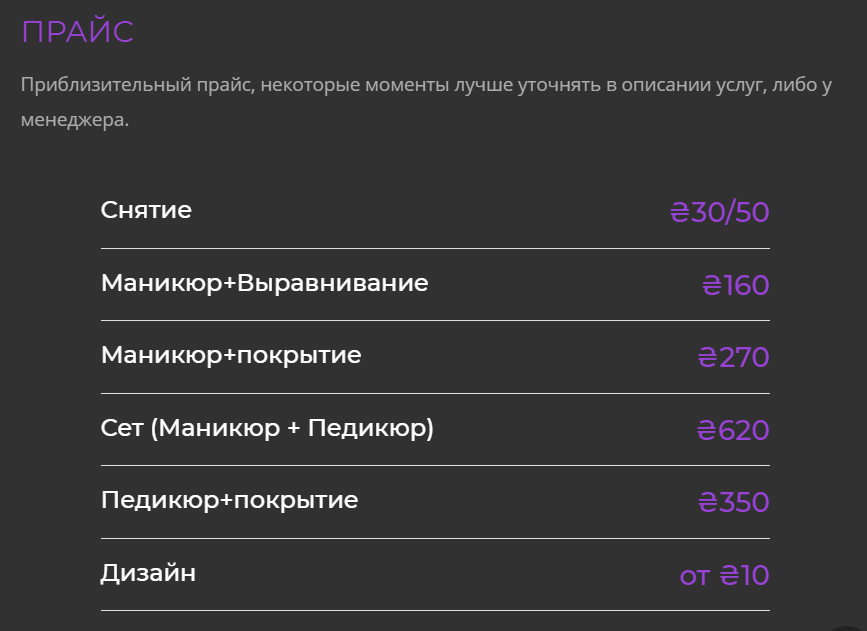 ПРАЙС
Приблизительный прайс, некоторые моменты лучше уточнять в описании услуг, либо у
менеджера.
Снятие ₴30/50
Маникюр+Выравнивание ₴160
Маникюр+покрытие ₴270
Сет (Маникюр + Педикюр) ₴620
Педикюр+покрытие ₴350
Дизайн от ₴10